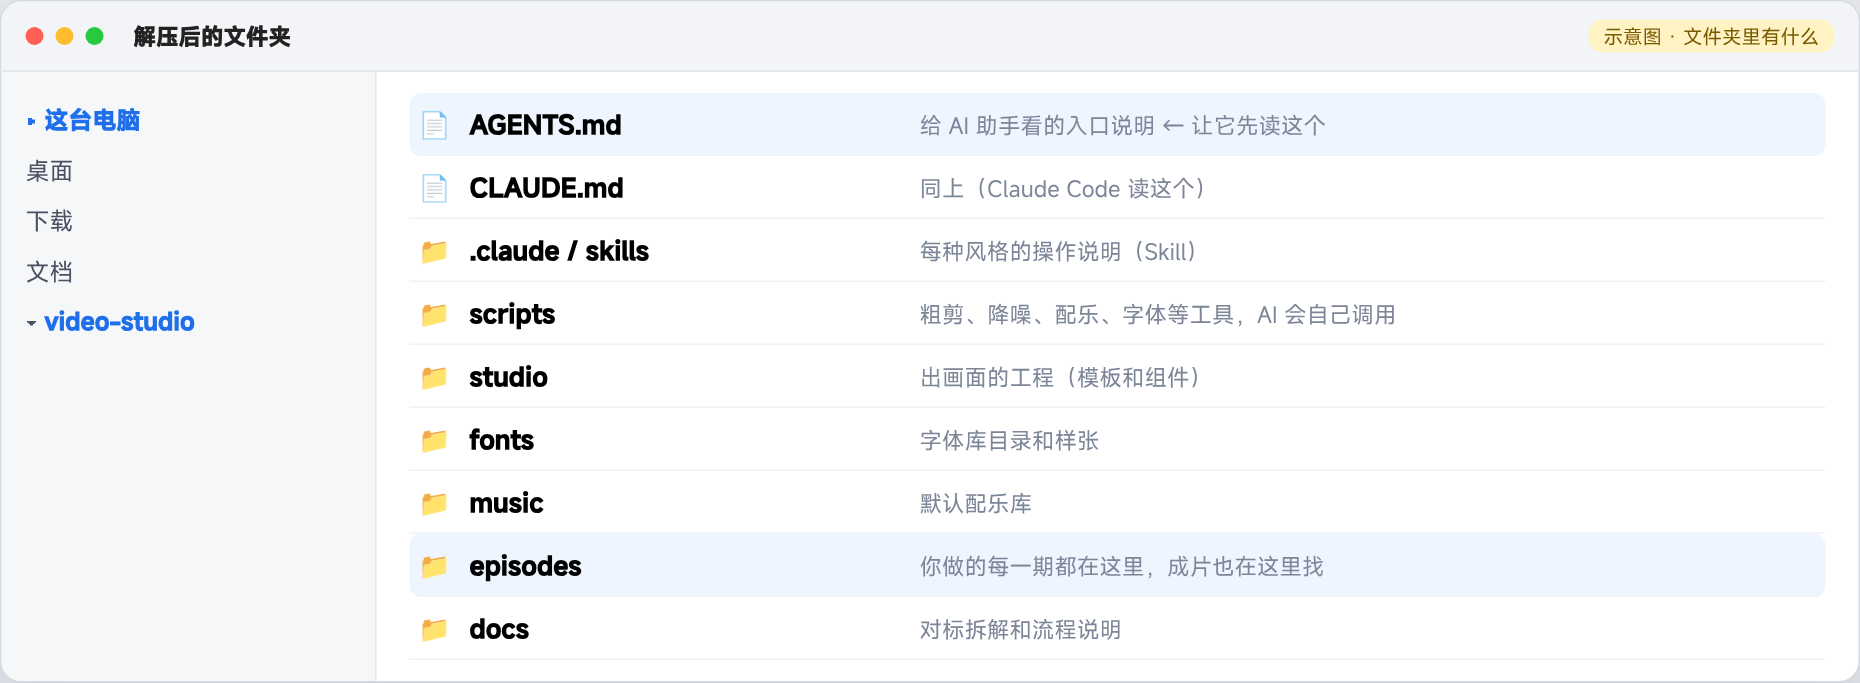 解压后的文件夹
示意图 · 文件夹里有什么
这台电脑
桌面
下载
文档
video-studio
AGENTS.md 给 AI 助手看的入口说明 ← 让它先读这个
CLAUDE.md 同上（Claude Code 读这个）
.claude / skills 每种风格的操作说明（Skill）
scripts 粗剪、降噪、配乐、字体等工具，AI 会自己调用
studio 出画面的工程（模板和组件）
fonts 字体库目录和样张
music 默认配乐库
episodes 你做的每一期都在这里，成片也在这里找
docs 对标拆解和流程说明